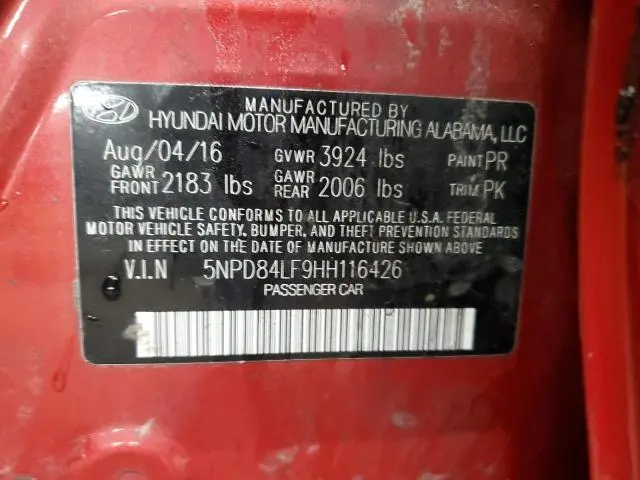 MANUFACTURED BY
HYUNDAI MOTOR MANUFACTURING ALABAMA, LLC
Aug/04/16 GVWR 3924 lbs PAINT PR
GAWR FRONT 2183 lbs GAWR REAR 2006 lbs TRIM PK
THIS VEHICLE CONFORMS TO ALL APPLICABLE U.S.A. FEDERAL
MOTOR VEHICLE SAFETY, BUMPER, AND THEFT PREVENTION STANDARDS
IN EFFECT ON THE DATE OF MANUFACTURE SHOWN ABOVE
V.I.N 5NPD84LF9HH116426
PASSENGER CAR